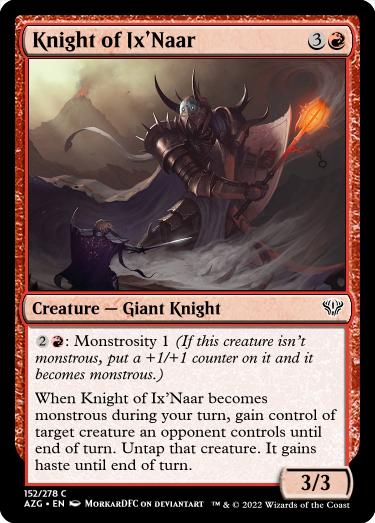 Knight of Ix'Naar 3
Creature — Giant Knight
2 : Monstrosity 1 (If this creature isn't
monstrous, put a +1/+1 counter on it and it
becomes monstrous.)
When Knight of Ix'Naar becomes
monstrous during your turn, gain control of
target creature an opponent controls until
end of turn. Untap that creature. It gains
haste until end of turn.
3/3
152/278 C
AZG • EN MorkarDFC on deviantart ™ & © 2022 Wizards of the Coast